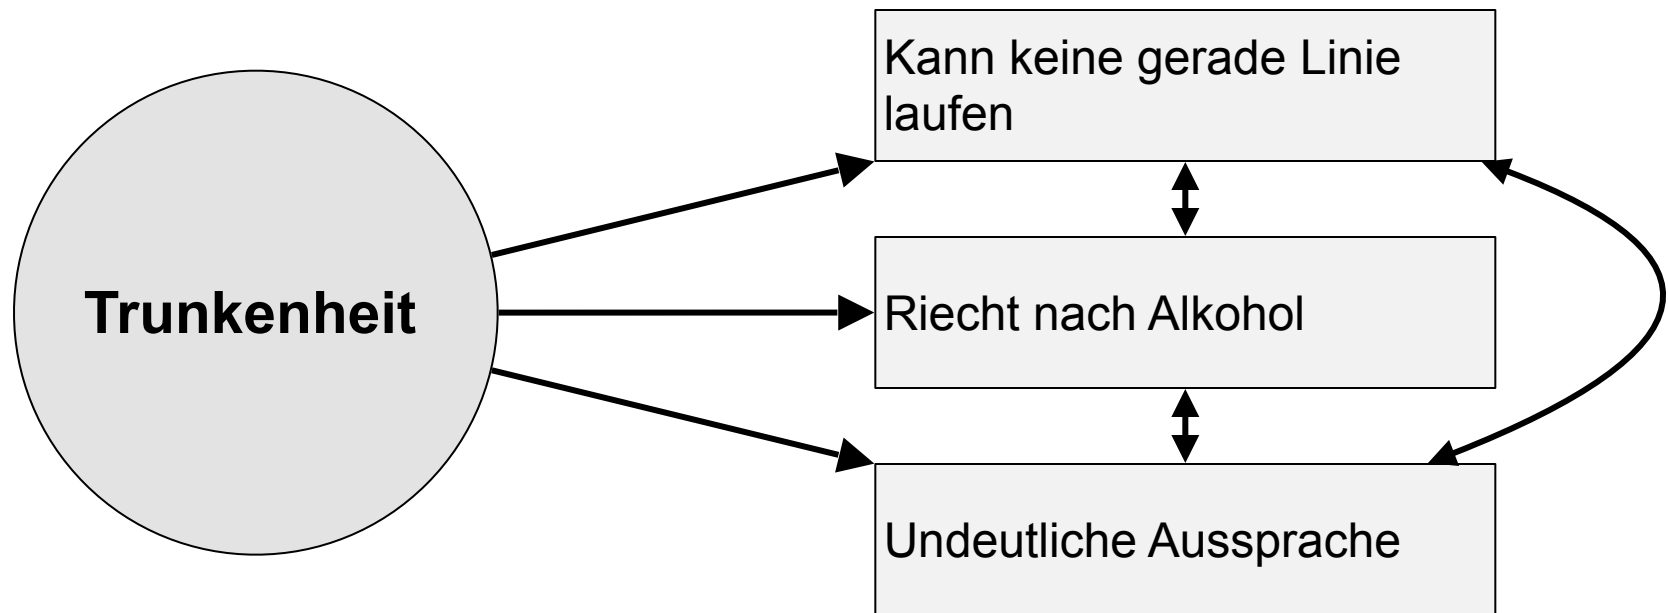 Trunkenheit
Kann keine gerade Linie
laufen
Riecht nach Alkohol
Undeutliche Aussprache